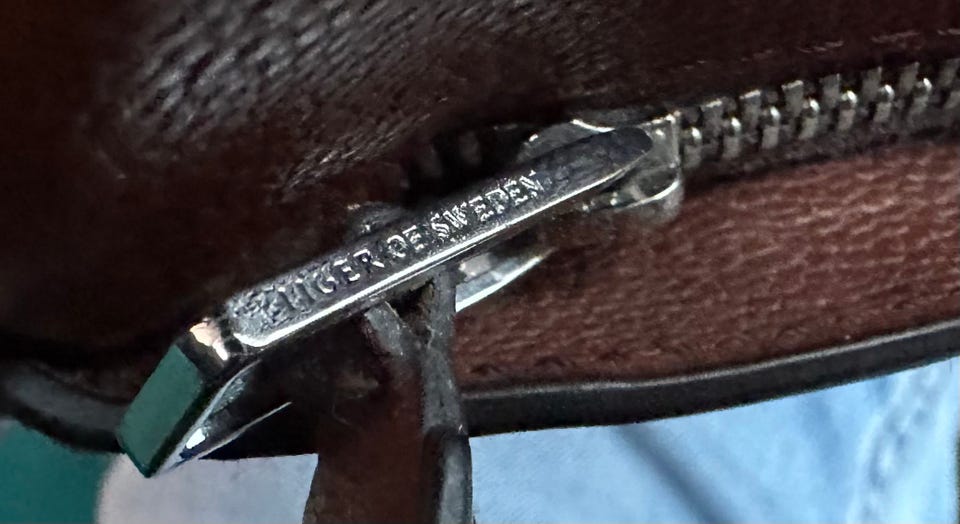 TIGER OF SWEDEN